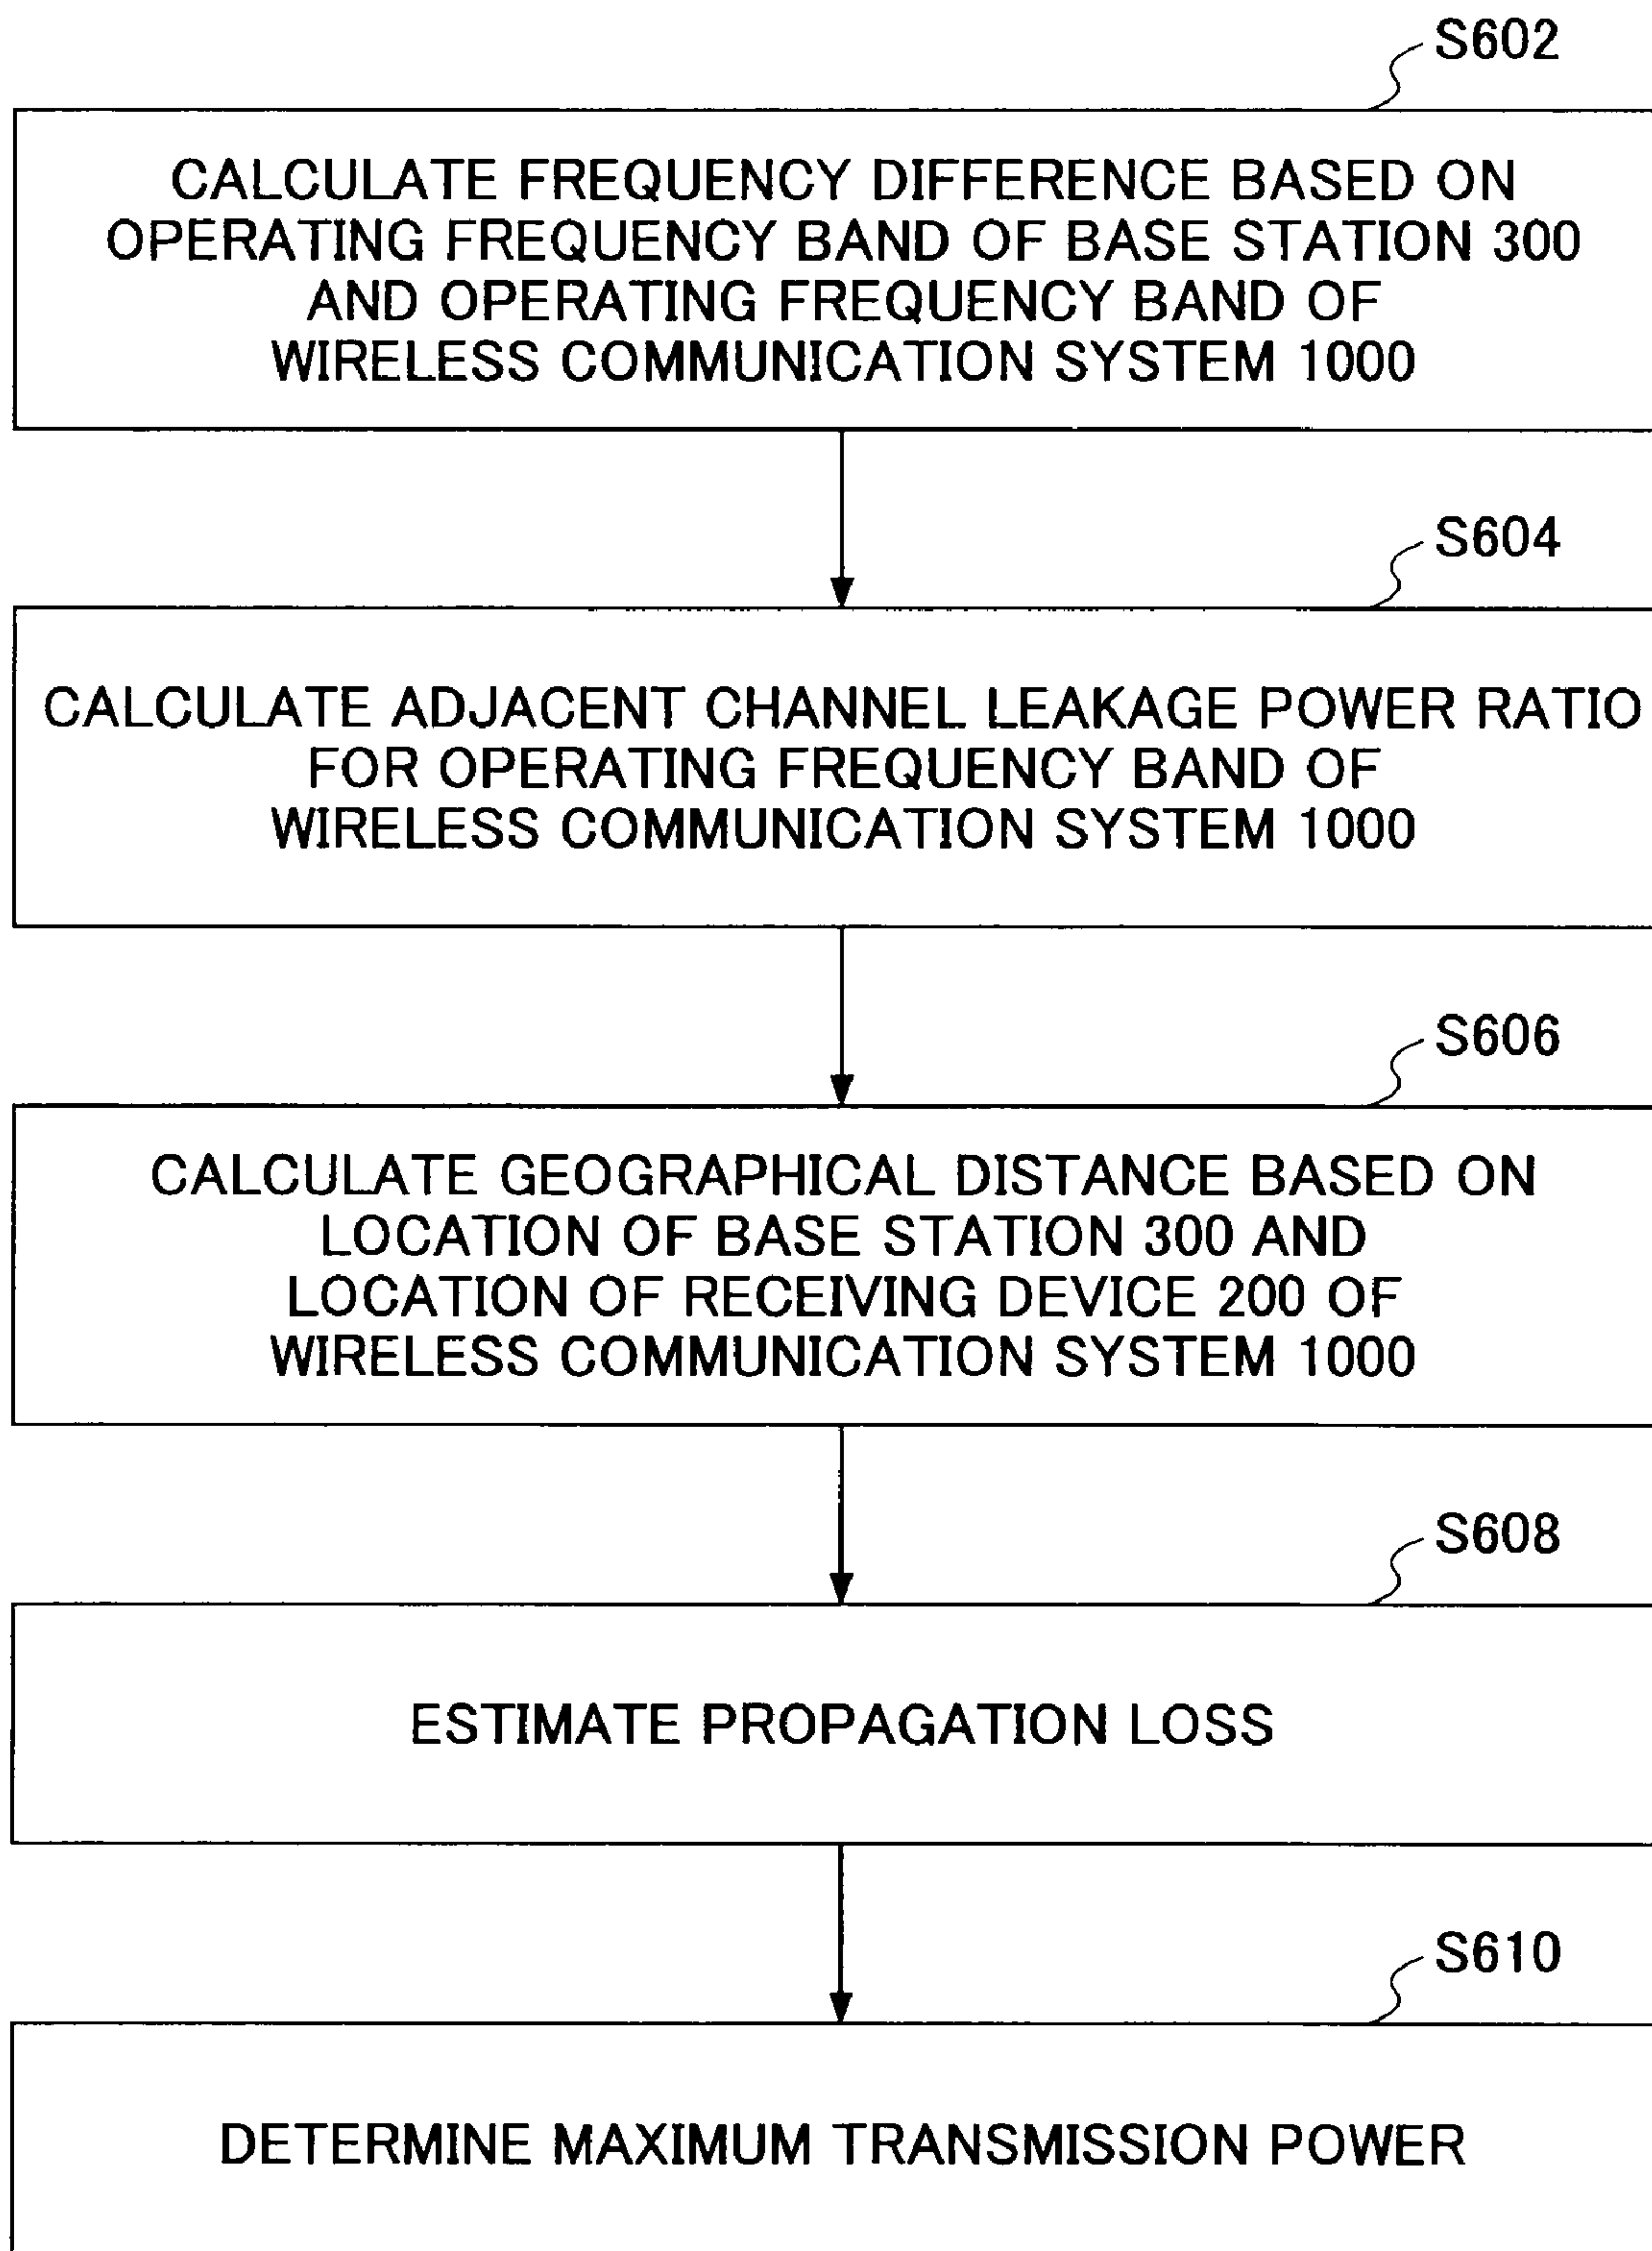 S602
CALCULATE FREQUENCY DIFFERENCE BASED ON
OPERATING FREQUENCY BAND OF BASE STATION 300
AND OPERATING FREQUENCY BAND OF
WIRELESS COMMUNICATION SYSTEM 1000
S604
CALCULATE ADJACENT CHANNEL LEAKAGE POWER RATIO
FOR OPERATING FREQUENCY BAND OF
WIRELESS COMMUNICATION SYSTEM 1000
S606
CALCULATE GEOGRAPHICAL DISTANCE BASED ON
LOCATION OF BASE STATION 300 AND
LOCATION OF RECEIVING DEVICE 200 OF
WIRELESS COMMUNICATION SYSTEM 1000
S608
ESTIMATE PROPAGATION LOSS
S610
DETERMINE MAXIMUM TRANSMISSION POWER